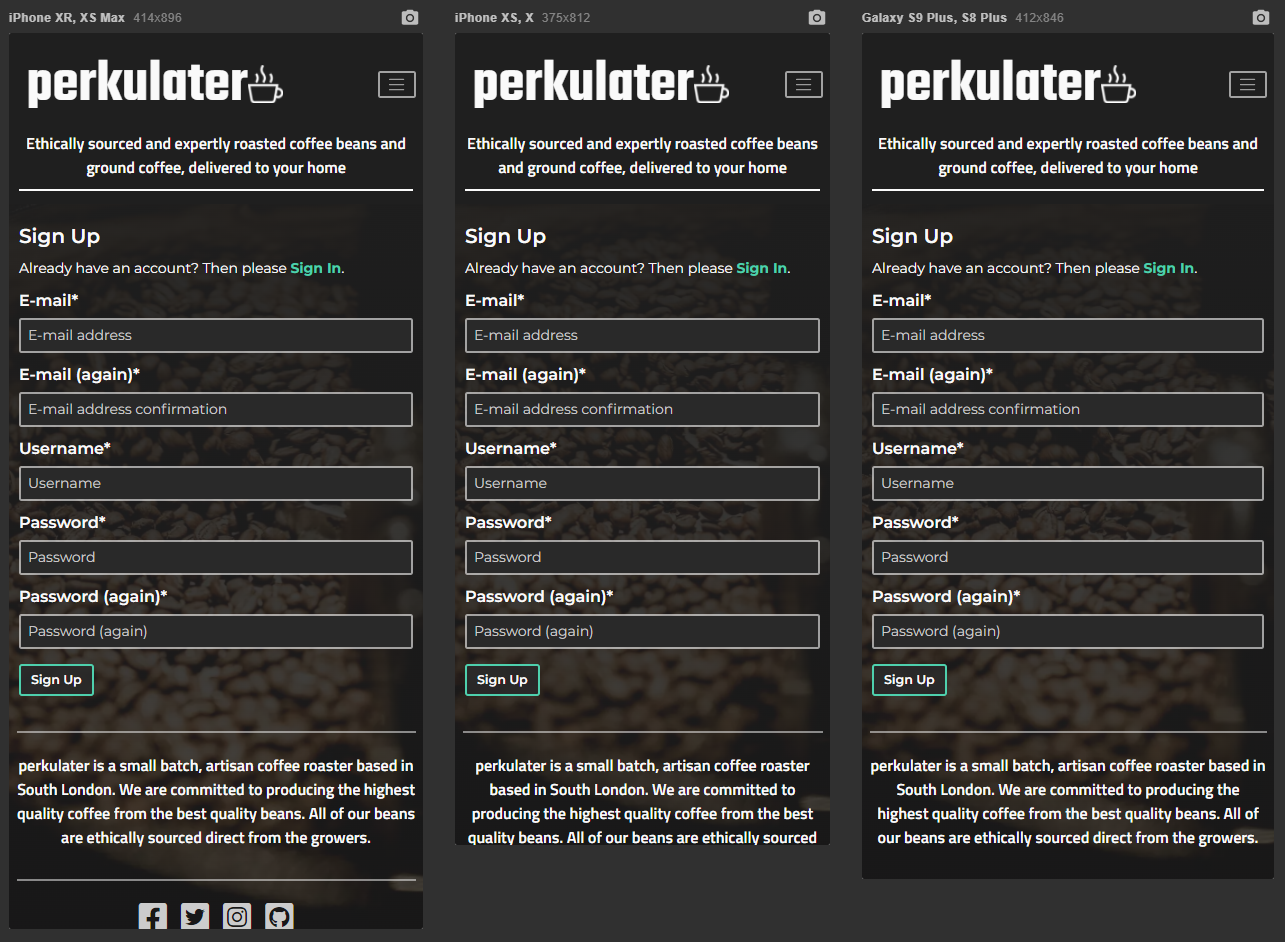 iPhone XR, XS Max 414x896
perkulater
Ethically sourced and expertly roasted coffee beans and
ground coffee, delivered to your home
Sign Up
Already have an account? Then please Sign In.
E-mail*
E-mail address
E-mail (again)*
E-mail address confirmation
Username*
Username
Password*
Password
Password (again)*
Password (again)
Sign Up
perkulater is a small batch, artisan coffee roaster based in
South London. We are committed to producing the highest
quality coffee from the best quality beans. All of our beans
are ethically sourced direct from the growers.
iPhone XS, X 375x812
perkulater
Ethically sourced and expertly roasted coffee beans
and ground coffee, delivered to your home
Sign Up
Already have an account? Then please Sign In.
E-mail*
E-mail address
E-mail (again)*
E-mail address confirmation
Username*
Username
Password*
Password
Password (again)*
Password (again)
Sign Up
perkulater is a small batch, artisan coffee roaster
based in South London. We are committed to
producing the highest quality coffee from the best
quality beans. All of our beans are ethically sourced
Galaxy S9 Plus, S8 Plus 412x846
perkulater
Ethically sourced and expertly roasted coffee beans and
ground coffee, delivered to your home
Sign Up
Already have an account? Then please Sign In.
E-mail*
E-mail address
E-mail (again)*
E-mail address confirmation
Username*
Username
Password*
Password
Password (again)*
Password (again)
Sign Up
perkulater is a small batch, artisan coffee roaster based in
South London. We are committed to producing the
highest quality coffee from the best quality beans. All of
our beans are ethically sourced direct from the growers.